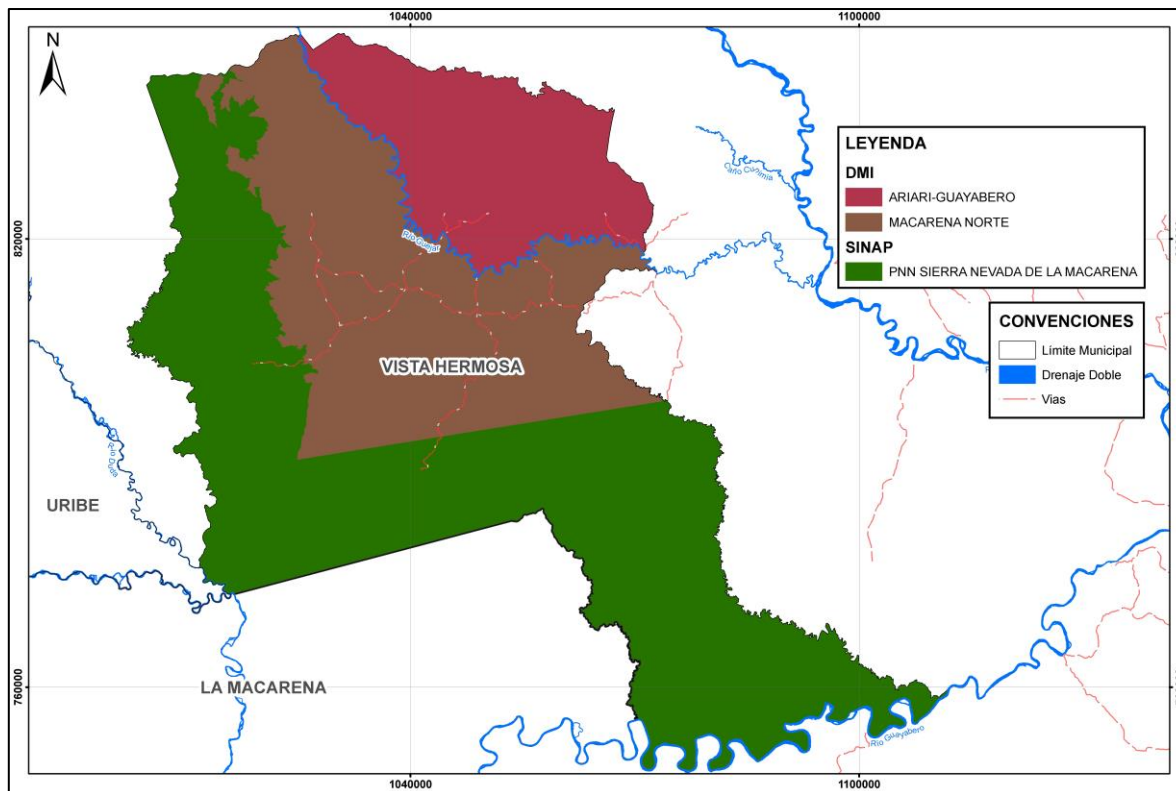 1040000
1100000
N
820000
760000
LEYENDA
DMI
ARIARI-GUAYABERO
MACARENA NORTE
SINAP
PNN SIERRA NEVADA DE LA MACARENA
CONVENCIONES
Límite Municipal
Drenaje Doble
Vias
Río Guejar
VISTA HERMOSA
URIBE
LA MACARENA
Río Guayabero
1040000
1100000